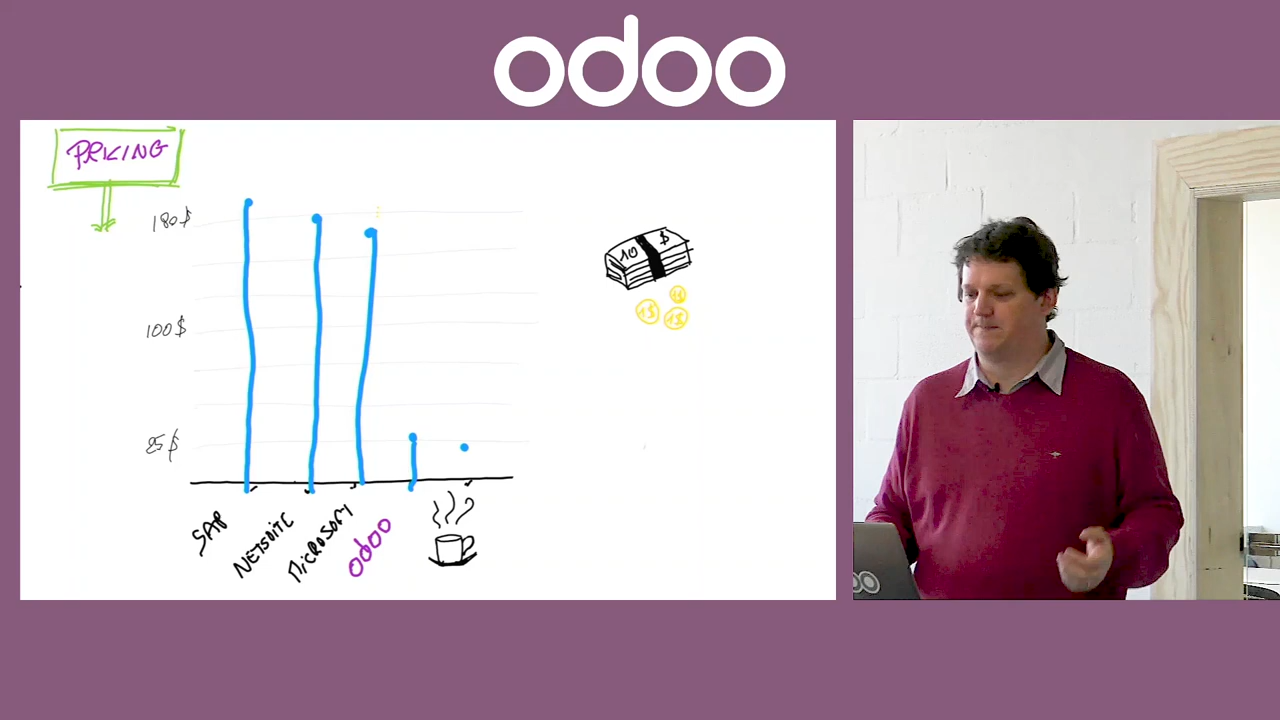 odoo
PRICING
180 $
100 $
25 $
SAP
NETSUITE
MICROSOFT
odoo
10 $
1$
1$
1$